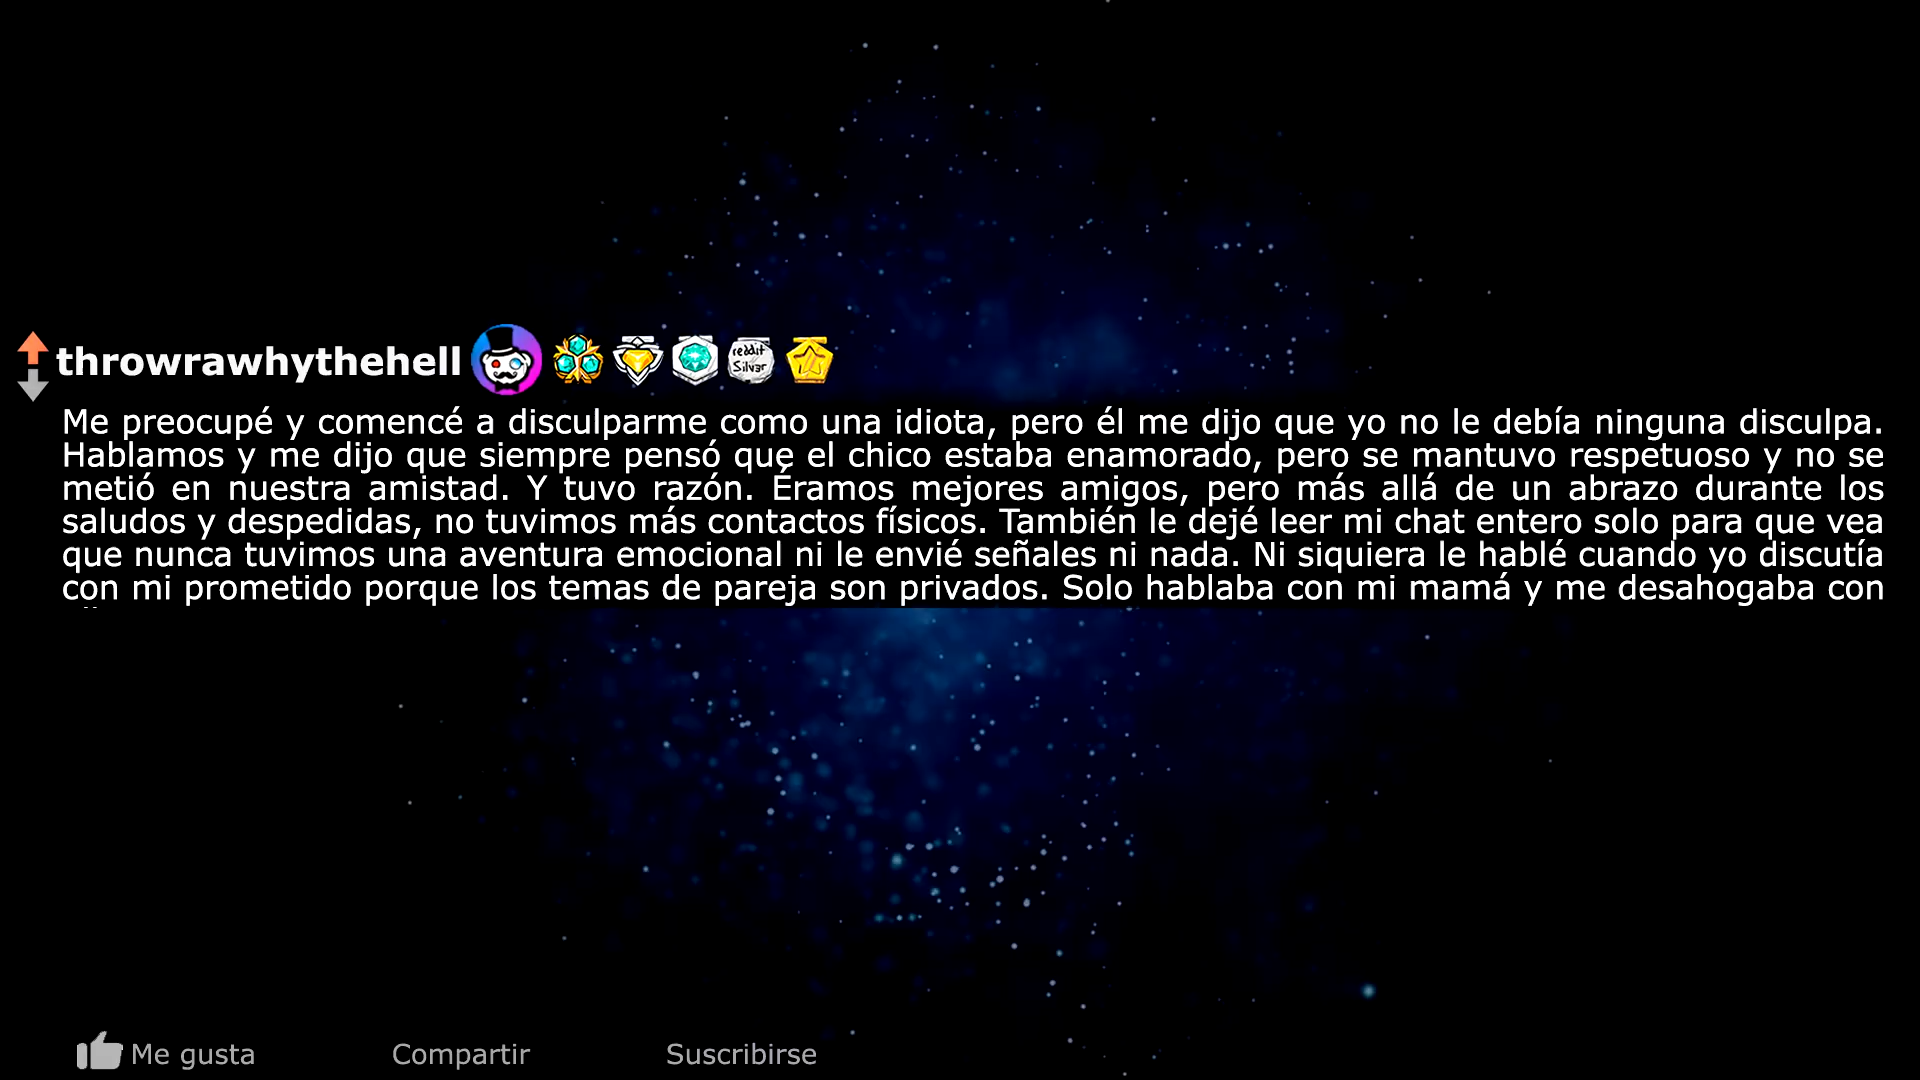 throwrawhythehell
reddit
Silver
Me preocupé y comencé a disculparme como una idiota, pero él me dijo que yo no le debía ninguna disculpa.
Hablamos y me dijo que siempre pensó que el chico estaba enamorado, pero se mantuvo respetuoso y no se
metió en nuestra amistad. Y tuvo razón. Éramos mejores amigos, pero más allá de un abrazo durante los
saludos y despedidas, no tuvimos más contactos físicos. También le dejé leer mi chat entero solo para que vea
que nunca tuvimos una aventura emocional ni le envié señales ni nada. Ni siquiera le hablé cuando yo discutía
con mi prometido porque los temas de pareja son privados. Solo hablaba con mi mamá y me desahogaba con
Me gusta Compartir Suscribirse